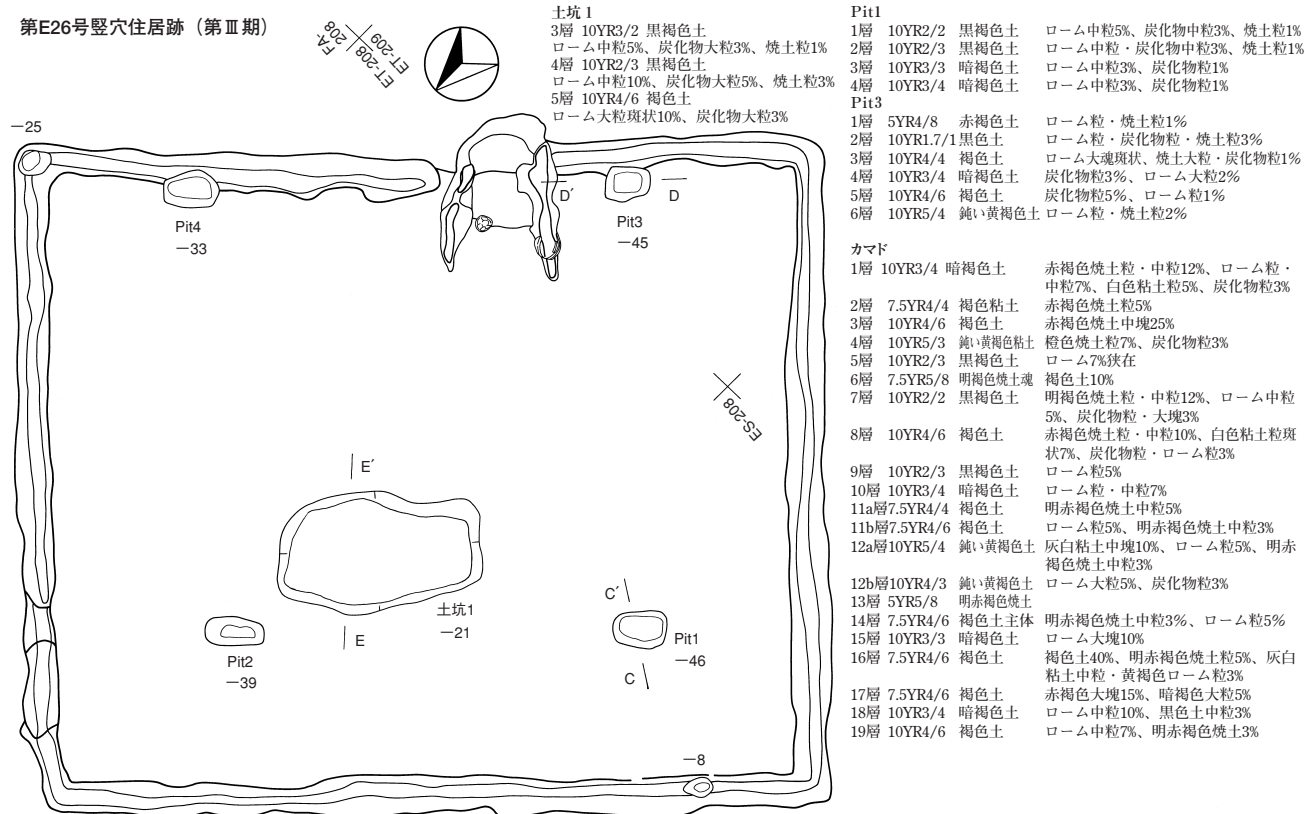 第E26号竪穴住居跡（第Ⅲ期）
FA-208
ET-208
ET-209
土坑1
3層 10YR3/2 黒褐色土
ローム中粒5%、炭化物大粒3%、焼土粒1%
4層 10YR2/3 黒褐色土
ローム中粒10%、炭化物大粒5%、焼土粒3%
5層 10YR4/6 褐色土
ローム大粒斑状10%、炭化物大粒3%
－25
Pit4
－33
D´
D
Pit3
－45
ES-208
E´
E
土坑1
－21
Pit2
－39
C´
C
Pit1
－46
－8
Pit1
1層 10YR2/2 黒褐色土 ローム中粒5%、炭化物中粒3%、焼土粒1%
2層 10YR2/3 黒褐色土 ローム中粒・炭化物中粒3%、焼土粒1%
3層 10YR3/3 暗褐色土 ローム中粒3%、炭化物粒1%
4層 10YR3/4 暗褐色土 ローム中粒3%、炭化物粒1%
Pit3
1層 5YR4/8 赤褐色土 ローム粒・焼土粒1%
2層 10YR1.7/1黒色土 ローム粒・炭化物粒・焼土粒3%
3層 10YR4/4 褐色土 ローム大魂斑状、焼土大粒・炭化物粒1%
4層 10YR3/4 暗褐色土 炭化物粒3%、ローム大粒2%
5層 10YR4/6 褐色土 炭化物粒5%、ローム粒1%
6層 10YR5/4 鈍い黄褐色土 ローム粒・焼土粒2%
カマド
1層 10YR3/4 暗褐色土 赤褐色焼土粒・中粒12%、ローム粒・
中粒7%、白色粘土粒5%、炭化物粒3%
2層 7.5YR4/4 褐色粘土 赤褐色焼土粒5%
3層 10YR4/6 褐色土 赤褐色焼土中塊25%
4層 10YR5/3 鈍い黄褐色粘土 橙色焼土粒7%、炭化物粒3%
5層 10YR2/3 黒褐色土 ローム7%狭在
6層 7.5YR5/8 明褐色焼土魂 褐色土10%
7層 10YR2/2 黒褐色土 明褐色焼土粒・中粒12%、ローム中粒
5%、炭化物粒・大塊3%
8層 10YR4/6 褐色土 赤褐色焼土粒・中粒10%、白色粘土粒斑
状7%、炭化物粒・ローム粒3%
9層 10YR2/3 黒褐色土 ローム粒5%
10層 10YR3/4 暗褐色土 ローム粒・中粒7%
11a層7.5YR4/4 褐色土 明赤褐色焼土中粒5%
11b層7.5YR4/6 褐色土 ローム粒5%、明赤褐色焼土中粒3%
12a層10YR5/4 鈍い黄褐色土 灰白粘土中塊10%、ローム粒5%、明赤
褐色焼土中粒3%
12b層10YR4/3 鈍い黄褐色土 ローム大粒5%、炭化物粒3%
13層 5YR5/8 明赤褐色焼土
14層 7.5YR4/6 褐色土主体 明赤褐色焼土中粒3%、ローム粒5%
15層 10YR3/3 暗褐色土 ローム大塊10%
16層 7.5YR4/6 褐色土 褐色土40%、明赤褐色焼土粒5%、灰白
粘土中粒・黄褐色ローム粒3%
17層 7.5YR4/6 褐色土 赤褐色大塊15%、暗褐色大粒5%
18層 10YR3/4 暗褐色土 ローム中粒10%、黒色土中粒3%
19層 10YR4/6 褐色土 ローム中粒7%、明赤褐色焼土3%